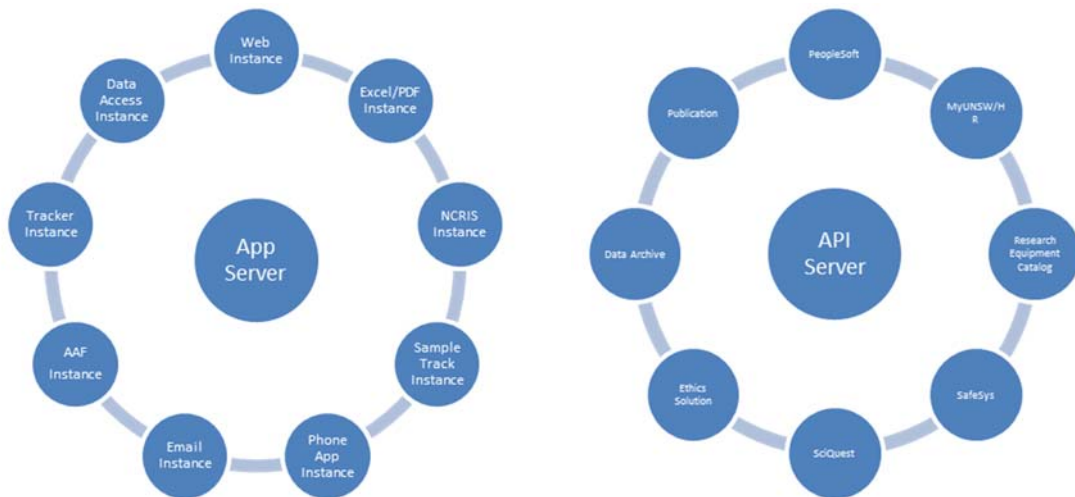 Web
Instance
Excel/PDF
Instance
NCRIS
Instance
Sample
Track
Instance
Phone
App
Instance
Email
Instance
AAF
Instance
Tracker
Instance
Data
Access
Instance
App
Server
PeopleSoft
MyUNSW/H
R
Research
Equipment
Catalog
SafeSys
SciQuest
Ethics
Solution
Data Archive
Publication
API
Server